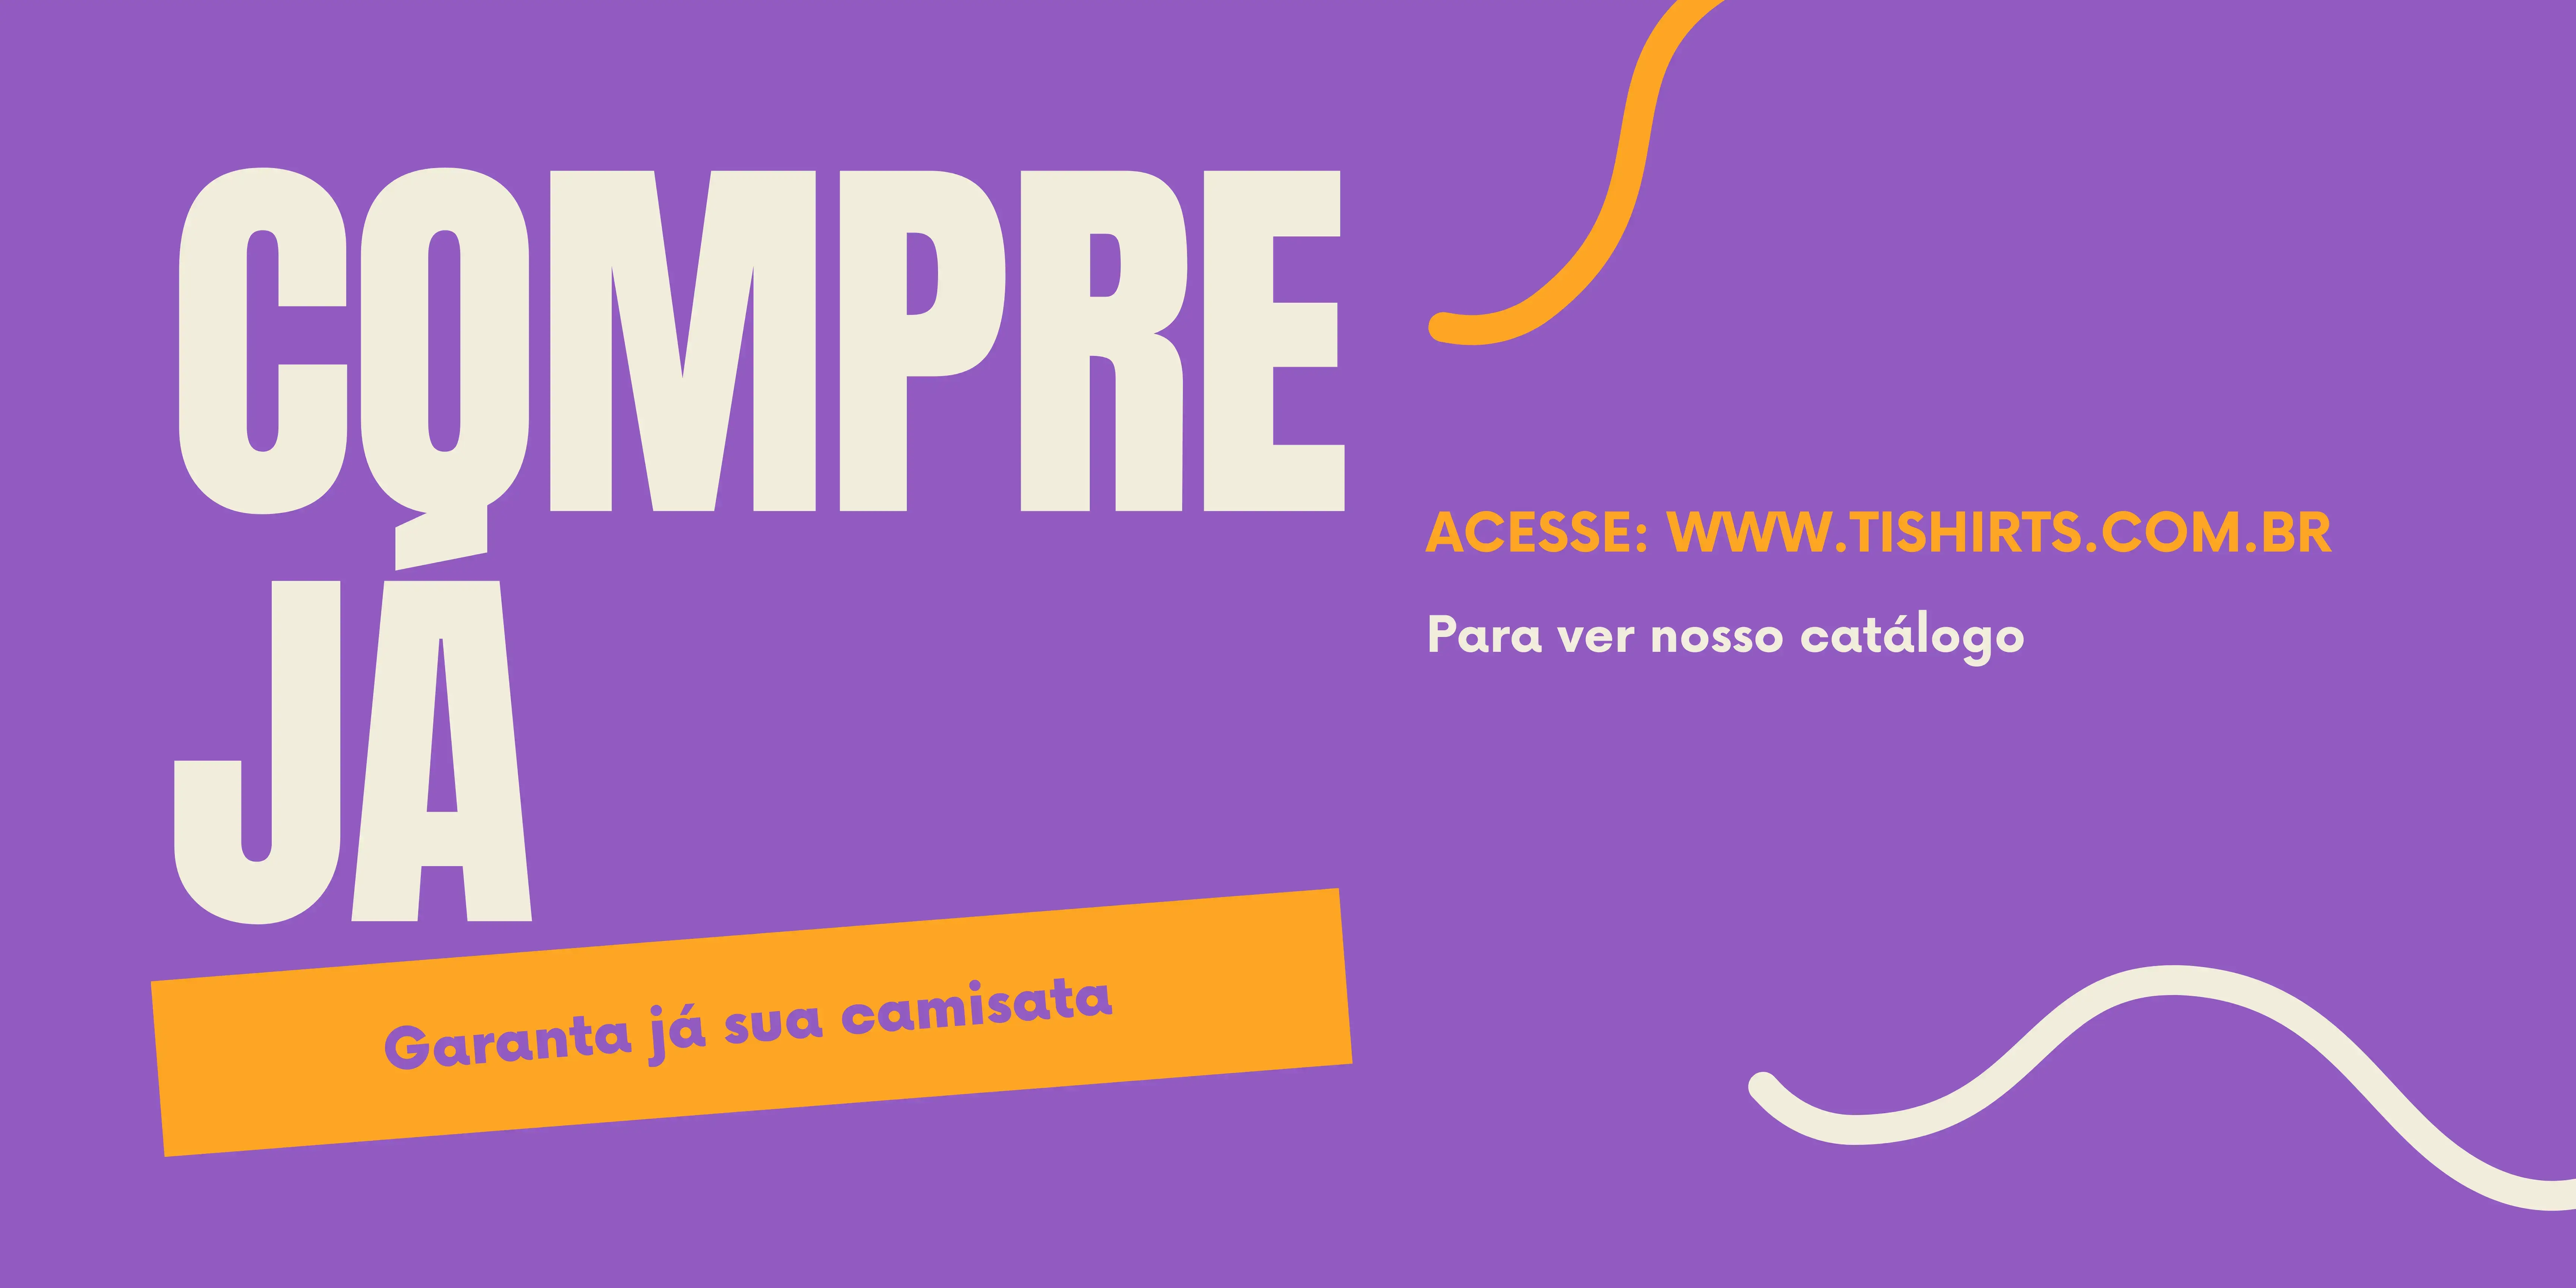 COMPRE
JÁ
ACESSE: WWW.TISHIRTS.COM.BR
Para ver nosso catálogo
Garanta já sua camisata